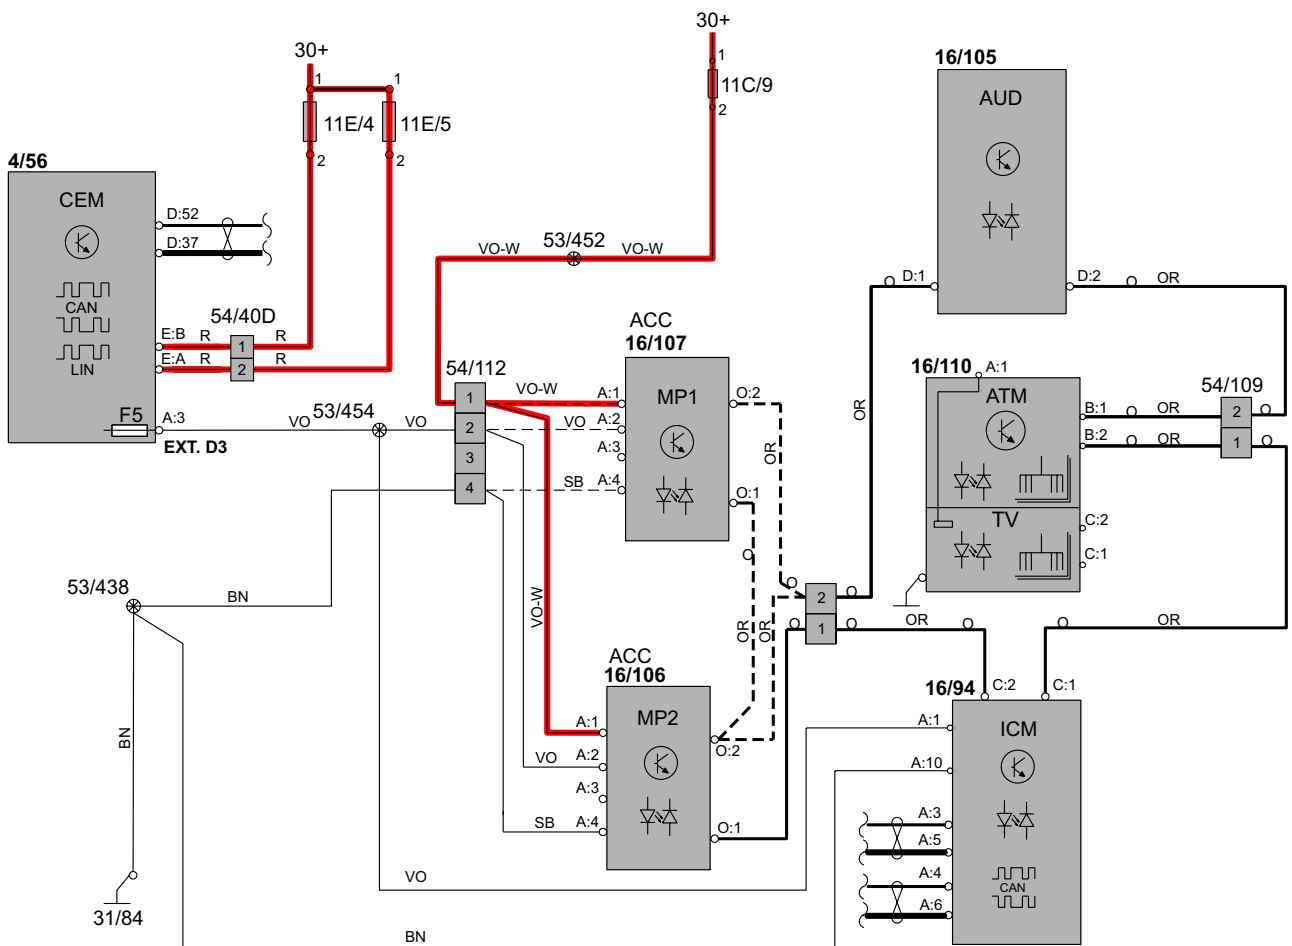 30+
30+
1
1
1
11E/4
11E/5
11C/9
2
2
2
16/105
AUD
D:1
O
D:2
O
OR
4/56
CEM
D:52
D:37
CAN
LIN
E:B
R
E:A
R
54/40D
1
2
R
R
F5
A:3
EXT. D3
VO
53/454
VO
VO-W
53/452
VO-W
54/112
1
2
3
4
VO-W
VO
SB
ACC
16/107
MP1
A:1
A:2
A:3
A:4
O:2
O:1
OR
O
OR
OR
OR
16/110
A:1
ATM
TV
B:1
OR
B:2
O
OR
C:2
C:1
54/109
2
1
O
O
53/438
BN
BN
31/84
VO-W
ACC
16/106
MP2
A:1
VO
A:2
A:3
SB
A:4
O:2
O:1
O
2
O
O
1
O
OR
O
O
OR
16/94
C:2
C:1
ICM
A:1
A:10
A:3
A:5
A:4
A:6
CAN
VO
BN